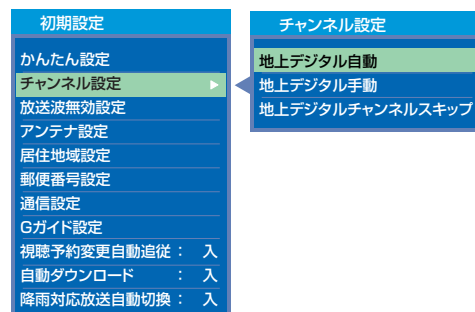 初期設定
かんたん設定
チャンネル設定
放送波無効設定
アンテナ設定
居住地域設定
郵便番号設定
通信設定
Gガイド設定
視聴予約変更自動追従： 入
自動ダウンロード ： 入
降雨対応放送自動切換： 入
チャンネル設定
地上デジタル自動
地上デジタル手動
地上デジタルチャンネルスキップ